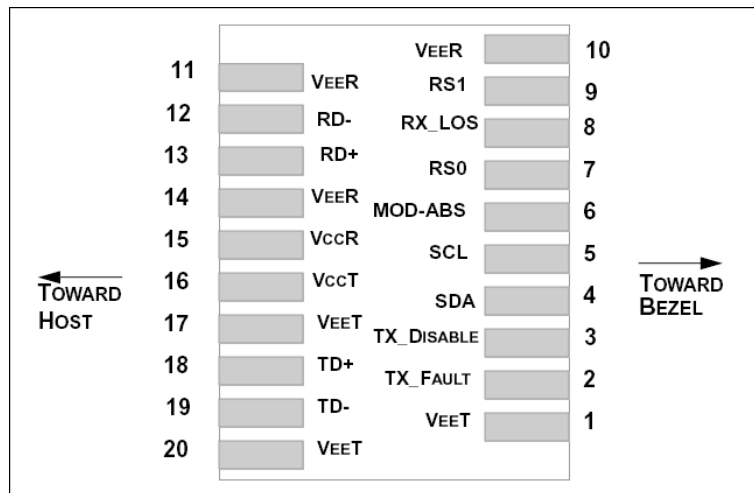 11 VEER
12 RD-
13 RD+
14 VEER
15 VCCR
16 VCCT
17 VEET
18 TD+
19 TD-
20 VEET
VEER 10
RS1 9
RX_LOS 8
RS0 7
MOD-ABS 6
SCL 5
SDA 4
TX_DISABLE 3
TX_FAULT 2
VEET 1
TOWARD
HOST
TOWARD
BEZEL